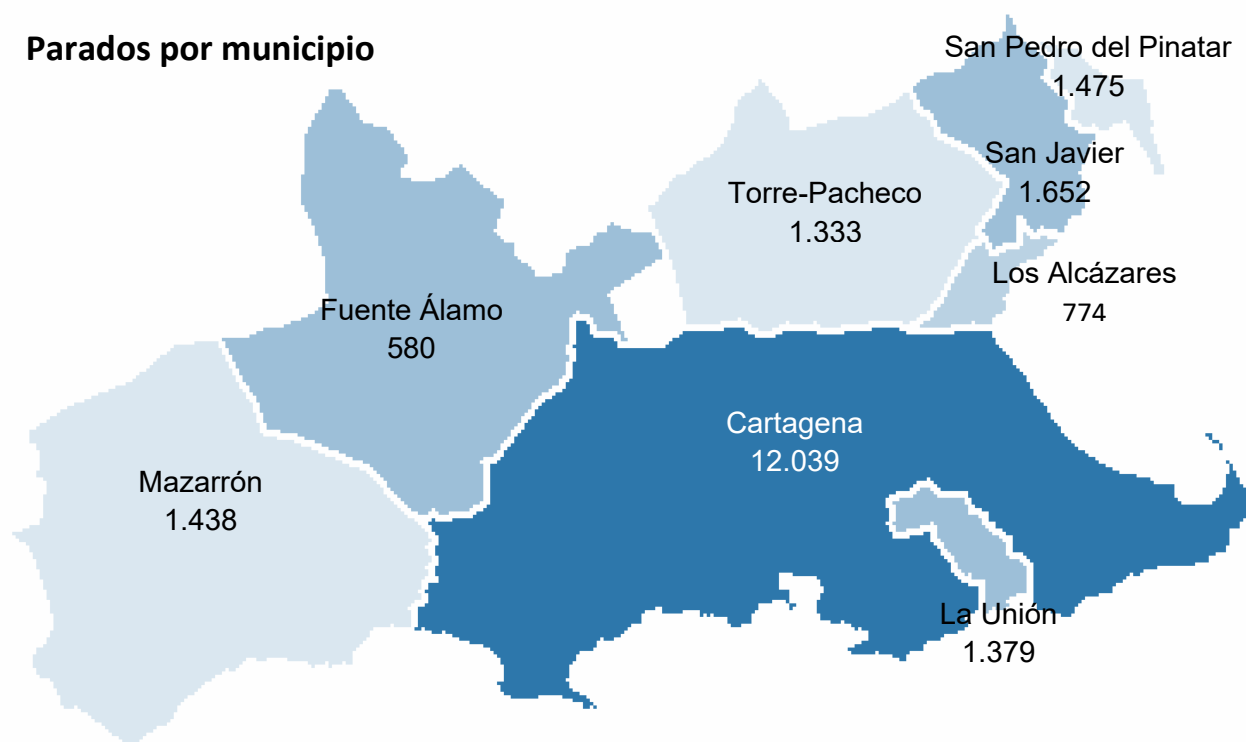 Parados por municipio
San Pedro del Pinatar
1.475
San Javier
1.652
Torre-Pacheco
1.333
Los Alcázares
774
Fuente Álamo
580
Cartagena
12.039
Mazarrón
1.438
La Unión
1.379